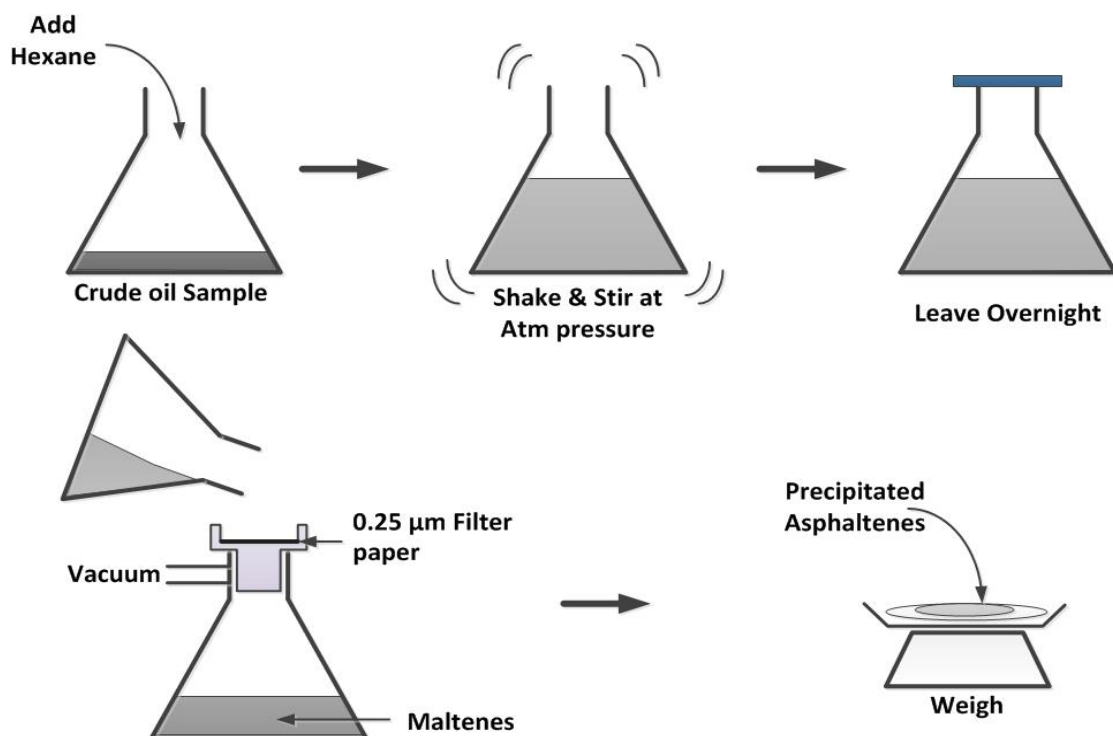 Add
Hexane
Crude oil Sample
Shake & Stir at
Atm pressure
Leave Overnight
0.25 µm Filter
paper
Vacuum
Maltenes
Precipitated
Asphaltenes
Weigh